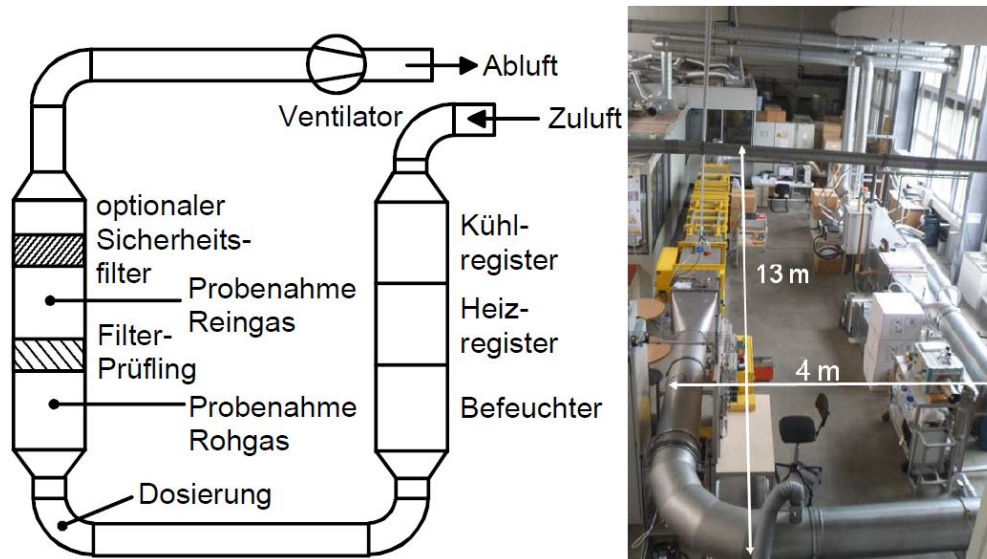 Abluft
Ventilator
Zuluft
optionaler
Sicherheits-
filter
Probenahme
Reingas
Filter-
Prüfling
Probenahme
Rohgas
Dosierung
Kühl-
register
Heiz-
register
Befeuchter
13 m
4 m